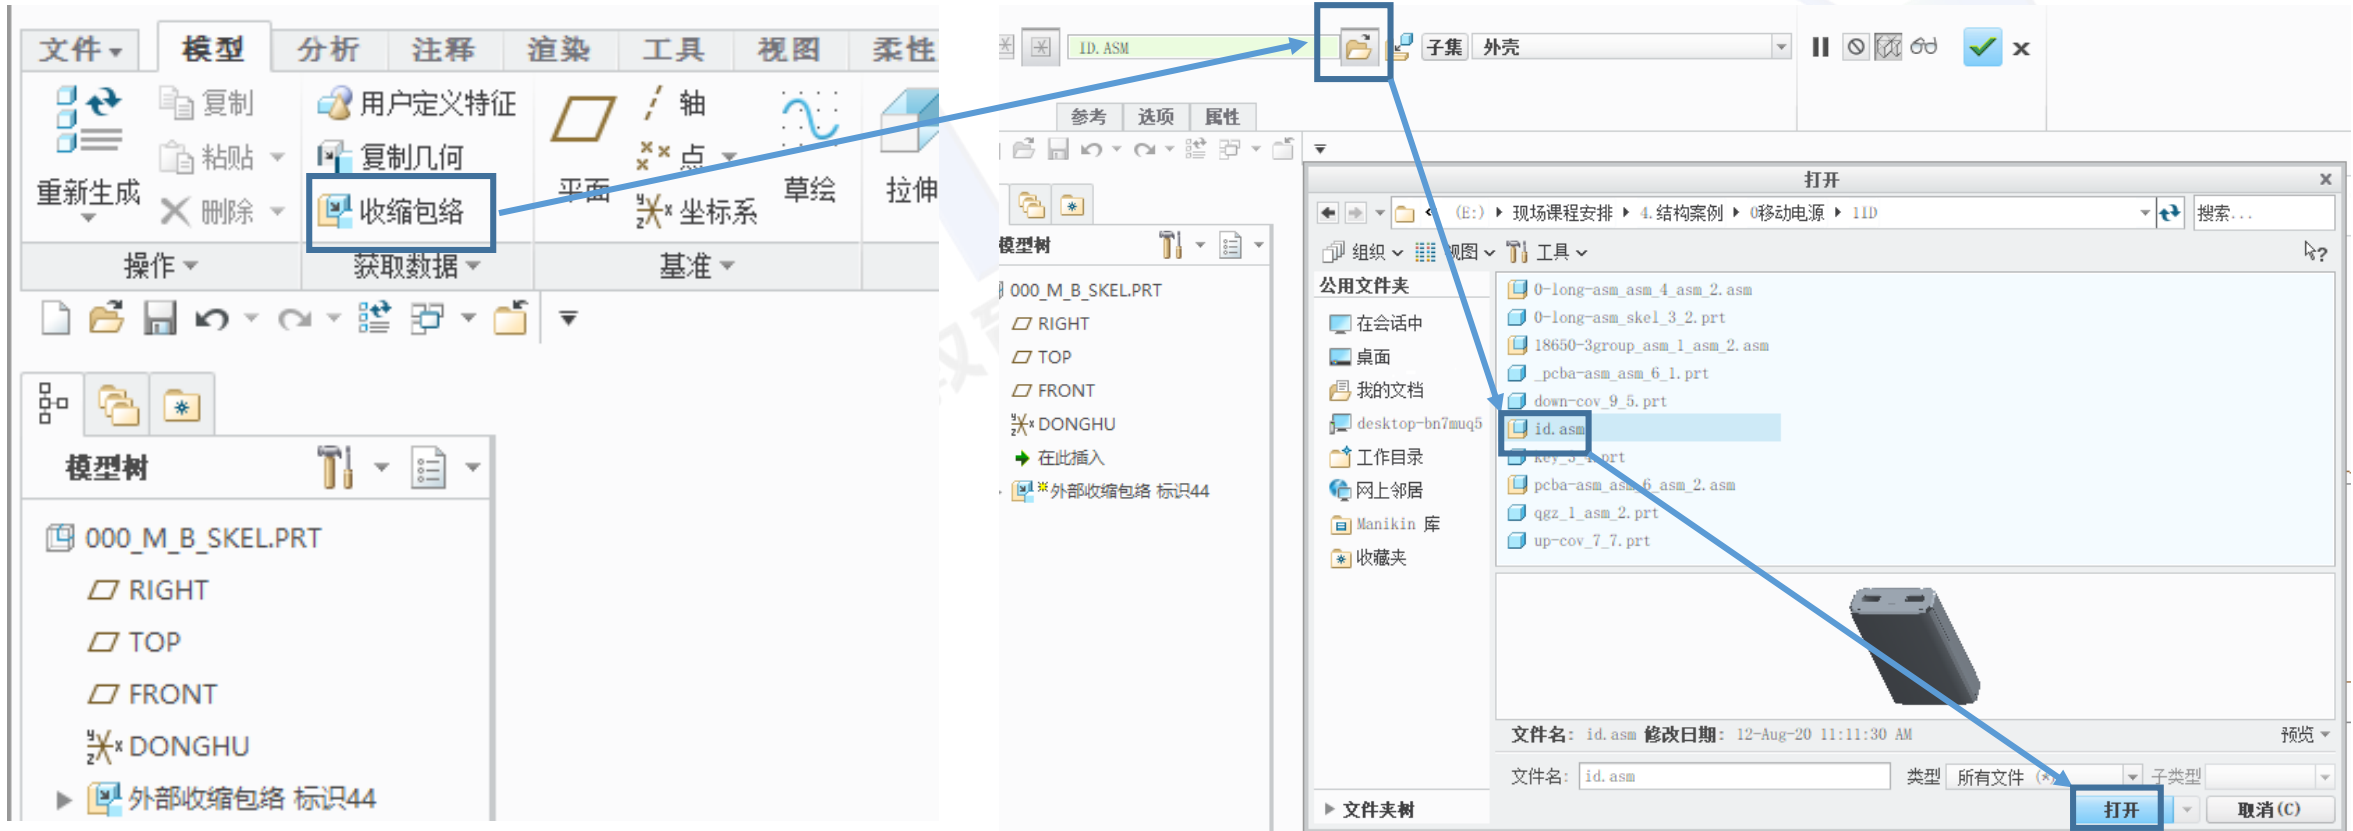 文件 模型 分析 注释 渲染 工具 视图 柔性
重新生成
复制
粘贴
删除
操作
用户定义特征
复制几何
收缩包络
获取数据
平面
轴
点
坐标系
草绘
基准
拉伸
模型树
000_M_B_SKEL.PRT
RIGHT
TOP
FRONT
DONGHU
外部收缩包络 标识44
ID.ASM 子集 外壳
参考 选项 属性
模型树
000_M_B_SKEL.PRT
RIGHT
TOP
FRONT
DONGHU
在此插入
外部收缩包络 标识44
打开
(E:) 现场课程安排 4.结构案例 0移动电源 1ID 搜索...
组织 视图 工具
公用文件夹
在会话中
桌面
我的文档
desktop-bn7muq5
工作目录
网上邻居
Manikin 库
收藏夹
文件夹树
0-long-asm_asm_4_asm_2.asm
0-long-asm_skel_3_2.prt
18650-3group_asm_1_asm_2.asm
_pcba-asm_asm_6_1.prt
down-cov_9_5.prt
id.asm
key_3_4.prt
pcba-asm_asm_6_asm_2.asm
qgz_1_asm_2.prt
up-cov_7_7.prt
文件名: id.asm 修改日期: 12-Aug-20 11:11:30 AM 预览
文件名: id.asm 类型 所有文件 (*) 子类型
打开 取消(C)